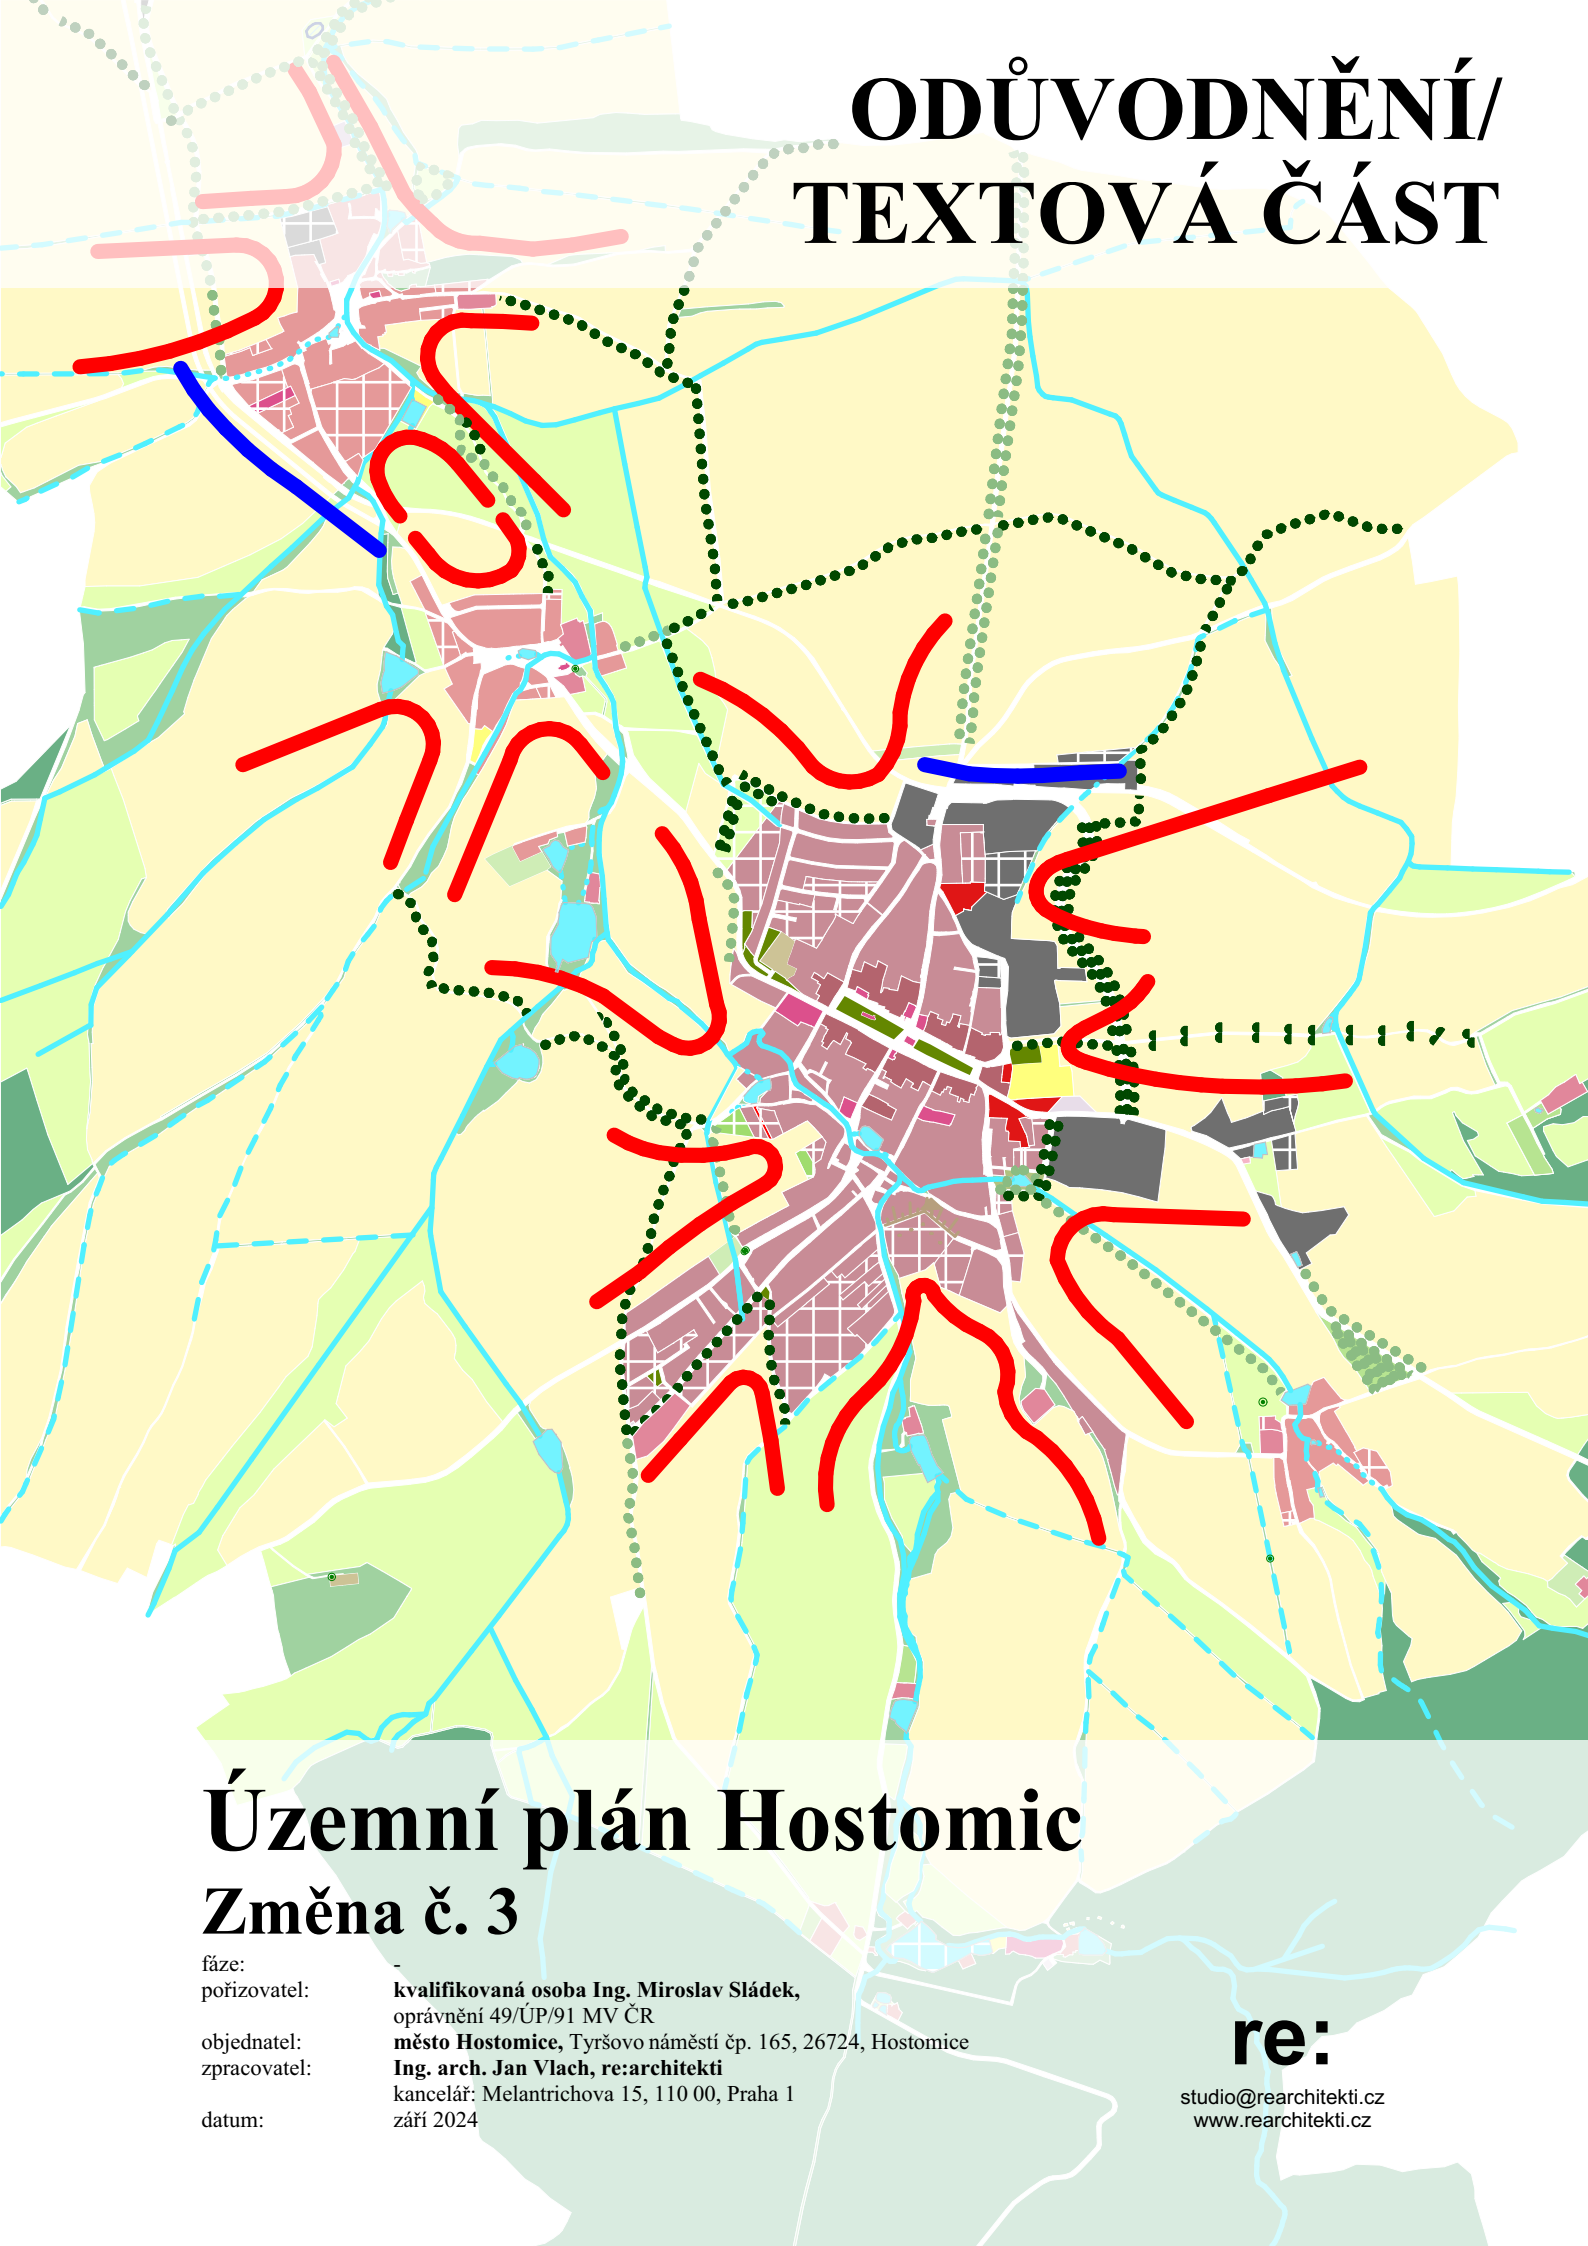 ODŮVODNĚNÍ/
TEXTOVÁ ČÁST
Územní plán Hostomic
Změna č. 3
fáze: -
pořizovatel: kvalifikovaná osoba Ing. Miroslav Sládek,
oprávnění 49/ÚP/91 MV ČR
objednatel: město Hostomice, Tyršovo náměstí čp. 165, 26724, Hostomice
zpracovatel: Ing. arch. Jan Vlach, re:architekti
kancelář: Melantrichova 15, 110 00, Praha 1
datum: září 2024
re:
studio@rearchitekti.cz
www.rearchitekti.cz